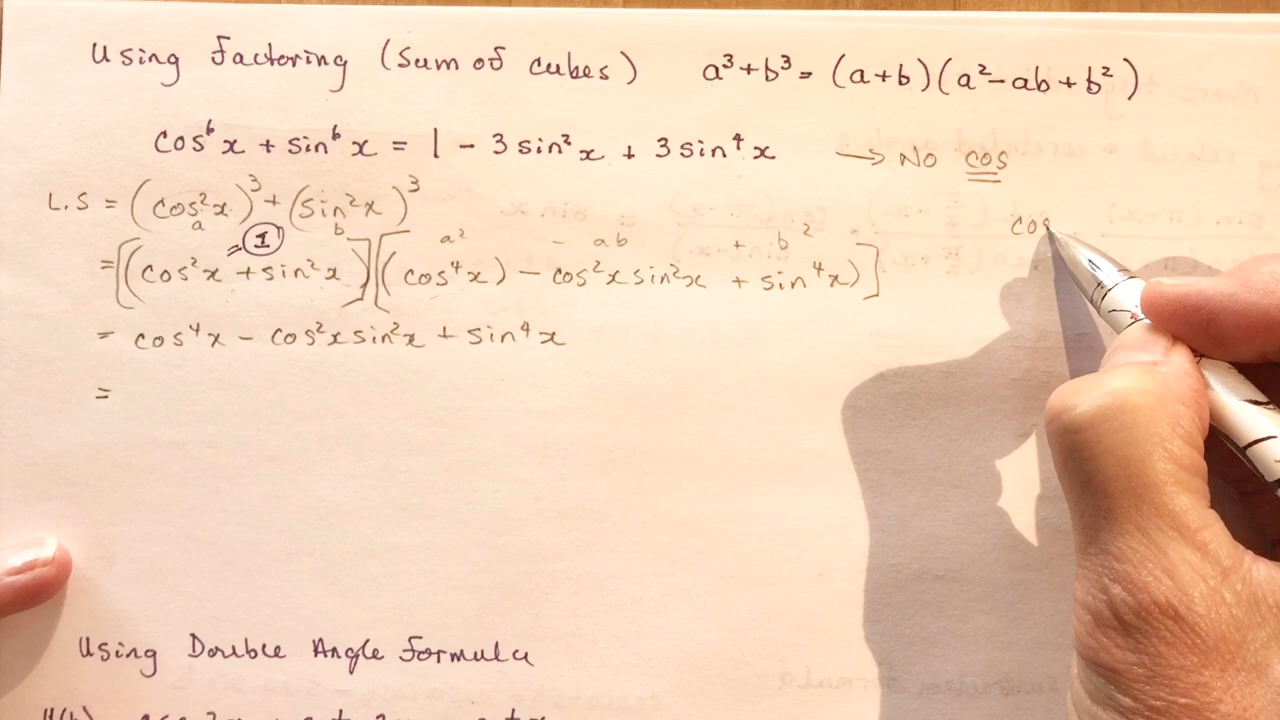 Using Factoring (Sum of cubes) a³+b³ = (a+b)(a²-ab+b²)
cos⁶x + sin⁶x = 1 - 3sin²x + 3sin⁴x → No cos
L.S = (cos²x)³ + (sin²x)³
a b
cos
= 1 a² - ab + b²
= [(cos²x + sin²x)][(cos⁴x) - cos²x sin²x + sin⁴x)]
= cos⁴x - cos²x sin²x + sin⁴x
=
Using Double Angle Formula